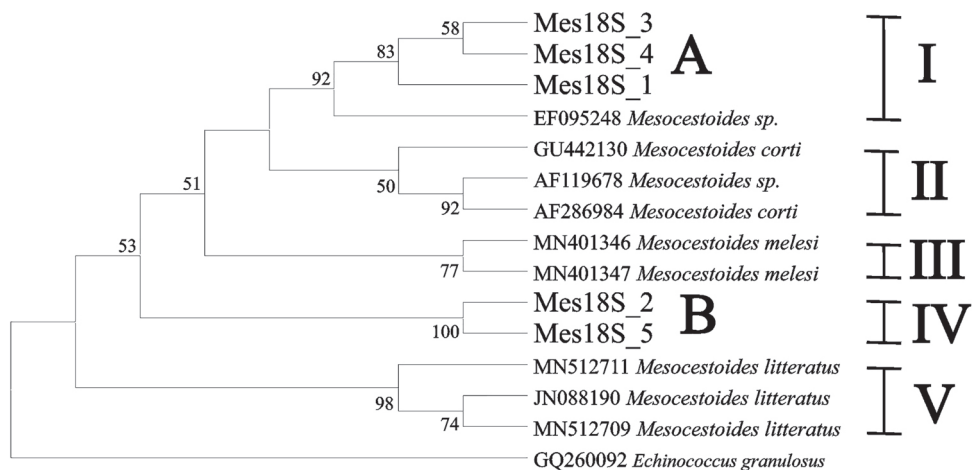 58 Mes18S_3
83 Mes18S_4 A I
92 Mes18S_1
EF095248 Mesocestoides sp.
GU442130 Mesocestoides corti
51 50 AF119678 Mesocestoides sp. II
92 AF286984 Mesocestoides corti
53 MN401346 Mesocestoides melesi
77 MN401347 Mesocestoides melesi III
Mes18S_2 B IV
100 Mes18S_5
MN512711 Mesocestoides litteratus
98 JN088190 Mesocestoides litteratus V
74 MN512709 Mesocestoides litteratus
GQ260092 Echinococcus granulosus